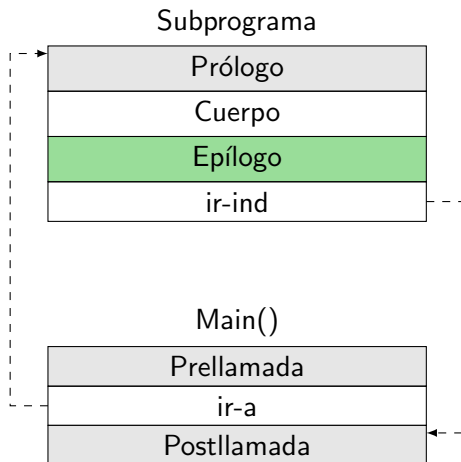 Subprograma
Prólogo
Cuerpo
Epílogo
ir-ind
Main()
Prellamada
ir-a
Postllamada